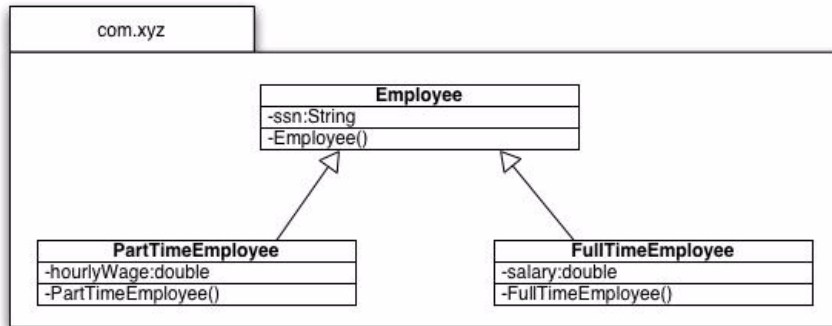 com.xyz
Employee
-ssn:String
-Employee()
PartTimeEmployee
-hourlyWage:double
-PartTimeEmployee()
FullTimeEmployee
-salary:double
-FullTimeEmployee()